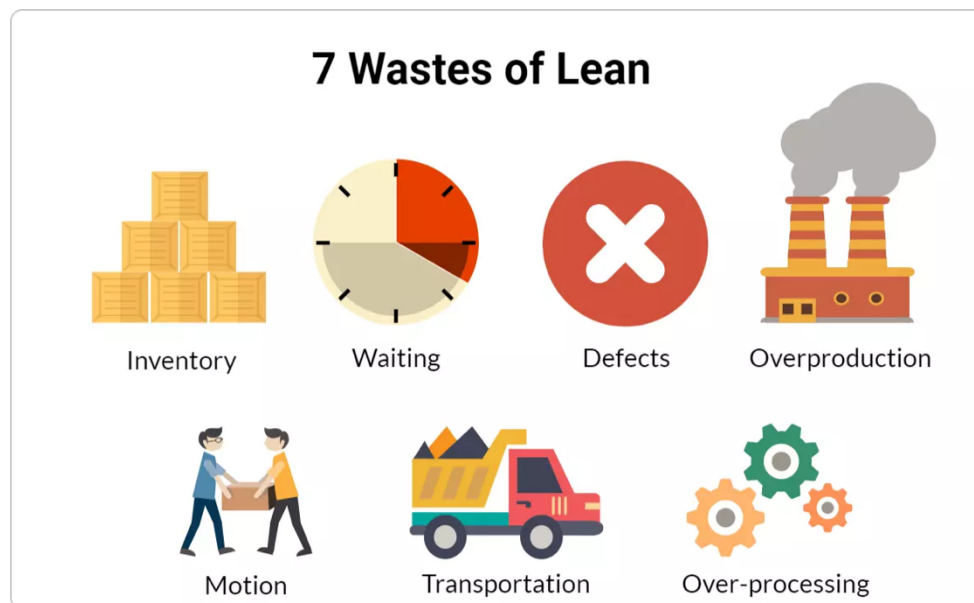 7 Wastes of Lean
Inventory
Waiting
Defects
Overproduction
Motion
Transportation
Over-processing